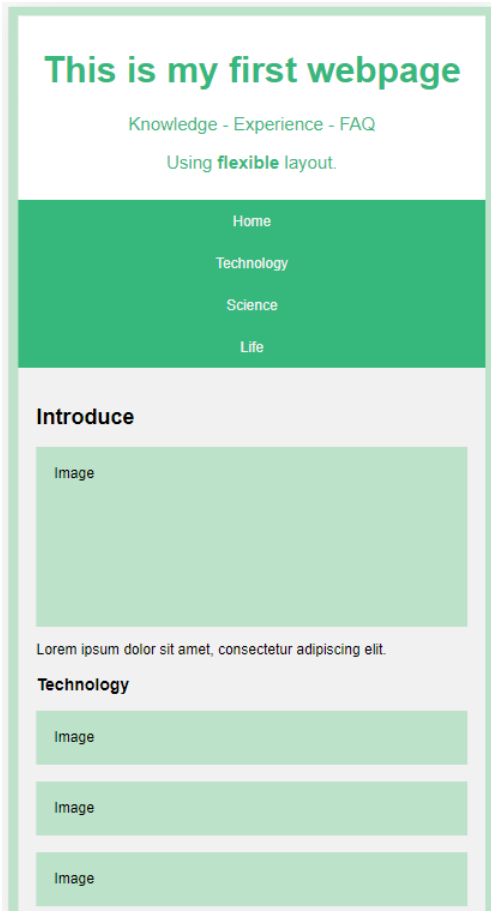 This is my first webpage
Knowledge - Experience - FAQ
Using flexible layout.
Home
Technology
Science
Life
Introduce
Image
Lorem ipsum dolor sit amet, consectetur adipiscing elit.
Technology
Image
Image
Image